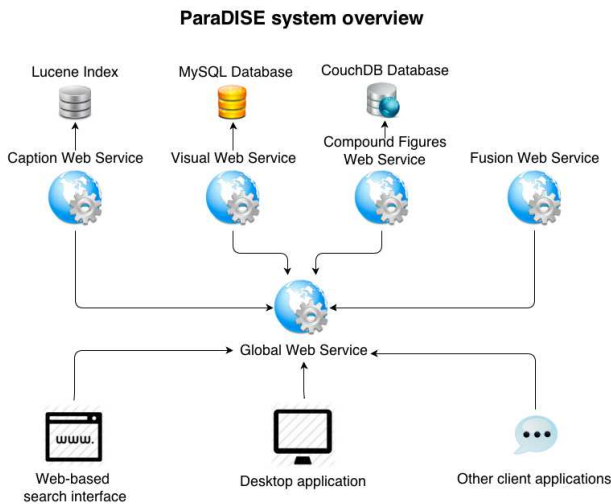 ParaDISE system overview
Lucene Index
MySQL Database
CouchDB Database
Caption Web Service
Visual Web Service
Compound Figures
Web Service
Fusion Web Service
Global Web Service
www.
Web-based
search interface
Desktop application
Other client applications